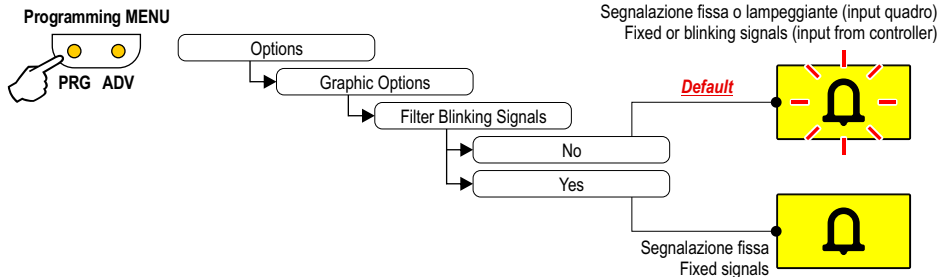 Programming MENU
PRG ADV
Options
Graphic Options
Filter Blinking Signals
No
Yes
Default
Segnalazione fissa o lampeggiante (input quadro)
Fixed or blinking signals (input from controller)
Segnalazione fissa
Fixed signals